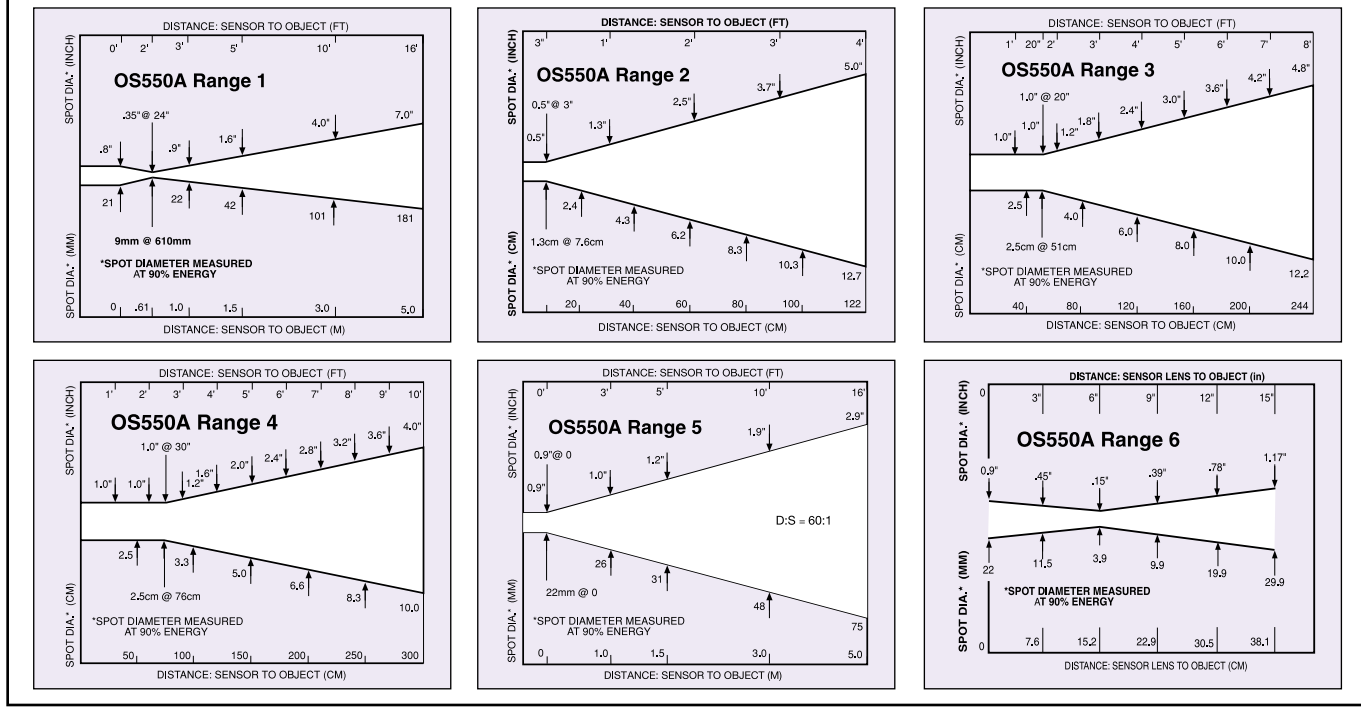 DISTANCE: SENSOR TO OBJECT (FT)
0' 2' 3' 5' 10' 16'
SPOT DIA.* (INCH)
OS550A Range 1
.35"@ 24"
.8" .9" 1.6" 4.0" 7.0"
21 22 42 101 181
9mm @ 610mm
*SPOT DIAMETER MEASURED
AT 90% ENERGY
SPOT DIA.* (MM)
0 .61 1.0 1.5 3.0 5.0
DISTANCE: SENSOR TO OBJECT (M)
DISTANCE: SENSOR TO OBJECT (FT)
3" 1' 2' 3' 4'
SPOT DIA.* (INCH)
OS550A Range 2
0.5"@ 3"
0.5" 1.3" 2.5" 3.7" 5.0"
2.4 4.3 6.2 8.3 10.3 12.7
1.3cm @ 7.6cm
*SPOT DIAMETER MEASURED
AT 90% ENERGY
SPOT DIA.* (CM)
20 40 60 80 100 122
DISTANCE: SENSOR TO OBJECT (CM)
DISTANCE: SENSOR TO OBJECT (FT)
1' 20" 2' 3' 4' 5' 6' 7' 8'
SPOT DIA.* (INCH)
OS550A Range 3
1.0" @ 20"
1.0" 1.0" 1.2" 1.8" 2.4" 3.0" 3.6" 4.2" 4.8"
2.5 4.0 6.0 8.0 10.0 12.2
2.5cm @ 51cm
*SPOT DIAMETER MEASURED
AT 90% ENERGY
SPOT DIA.* (CM)
40 80 120 160 200 244
DISTANCE: SENSOR TO OBJECT (CM)
DISTANCE: SENSOR TO OBJECT (FT)
1' 2' 3' 4' 5' 6' 7' 8' 9' 10'
SPOT DIA.* (INCH)
OS550A Range 4
1.0" @ 30"
1.0" 1.0" 1.2" 1.6" 2.0" 2.4" 2.8" 3.2" 3.6" 4.0"
2.5 3.3 5.0 6.6 8.3 10.0
2.5cm @ 76cm
*SPOT DIAMETER MEASURED
AT 90% ENERGY
SPOT DIA.* (CM)
50 100 150 200 250 300
DISTANCE: SENSOR TO OBJECT (CM)
DISTANCE: SENSOR TO OBJECT (FT)
0' 3' 5' 10' 16'
SPOT DIA.* (INCH)
OS550A Range 5
0.9"@ 0
0.9" 1.0" 1.2" 1.9" 2.9"
D:S = 60:1
26 31 48 75
22mm @ 0
*SPOT DIAMETER MEASURED
AT 90% ENERGY
SPOT DIA.* (MM)
0 1.0 1.5 3.0 5.0
DISTANCE: SENSOR TO OBJECT (M)
DISTANCE: SENSOR LENS TO OBJECT (in)
0 3" 6" 9" 12" 15"
SPOT DIA.* (INCH)
OS550A Range 6
0.9" .45" .15" .39" .78" 1.17"
22 11.5 3.9 9.9 19.9 29.9
*SPOT DIAMETER MEASURED
AT 90% ENERGY
SPOT DIA.* (MM)
0 7.6 15.2 22.9 30.5 38.1
DISTANCE: SENSOR LENS TO OBJECT (CM)